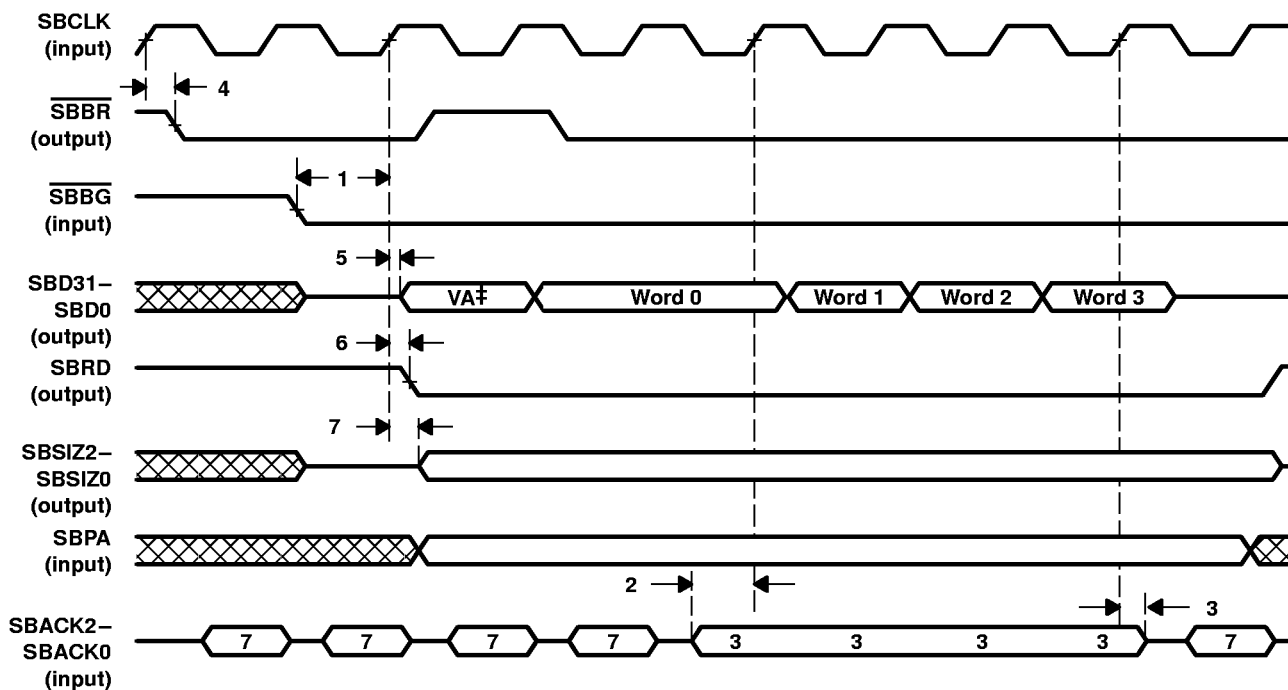 SBCLK
(input)
4
SBBR
(output)
1
SBBG
(input)
5
SBD31–
SBD0
(output)
VA‡
Word 0
Word 1
Word 2
Word 3
6
SBRD
(output)
7
SBSIZ2–
SBSIZ0
(output)
SBPA
(input)
2
3
SBACK2–
SBACK0
(input)
7
7
7
7
3
3
3
3
7